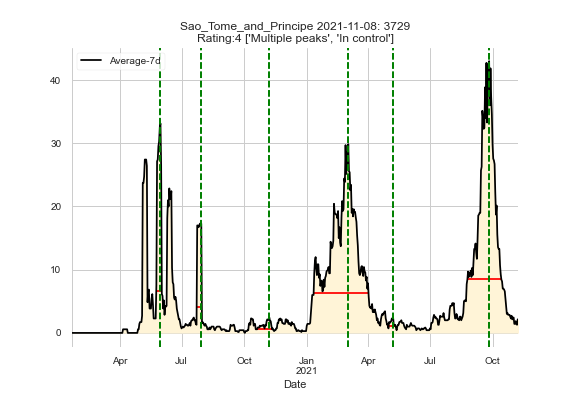 Sao_Tome_and_Principe 2021-11-08: 3729
Rating:4 ['Multiple peaks', 'In control']
Average-7d
40
30
20
10
0
Apr Jul Oct Jan Apr Jul Oct
2021
Date